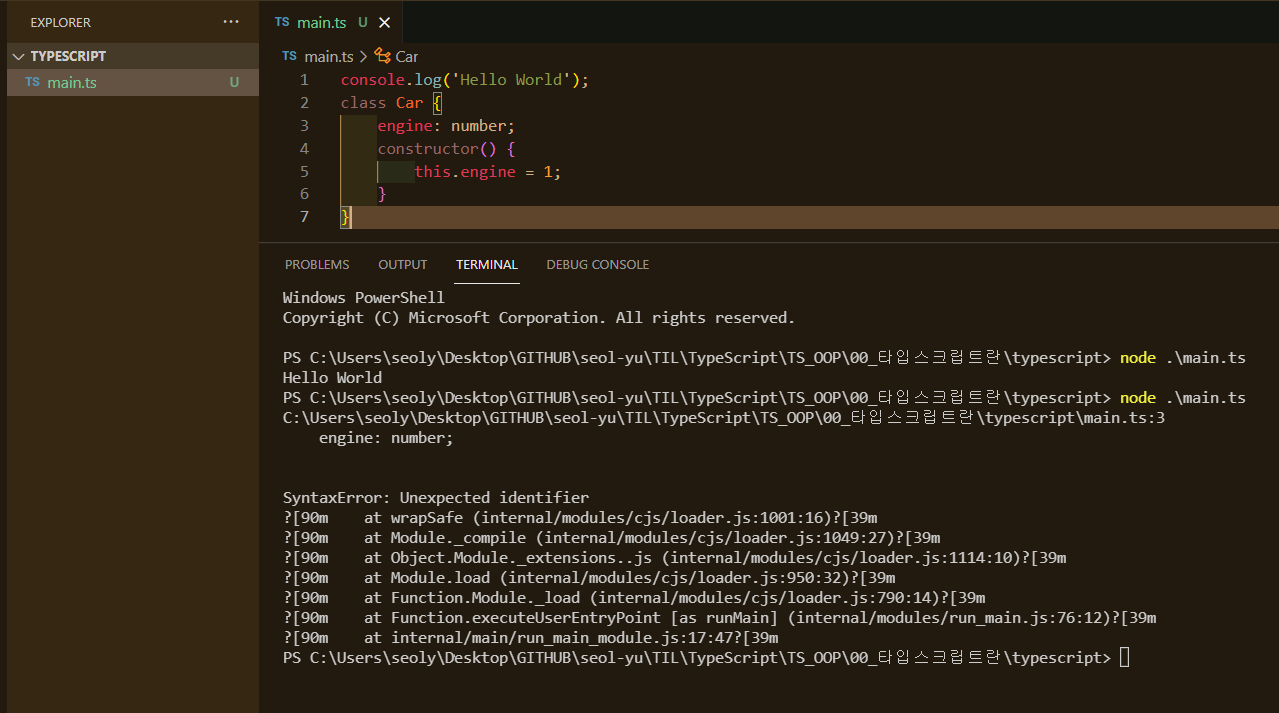 EXPLORER ...
TS main.ts U ×
TYPESCRIPT
TS main.ts U
TS main.ts > Car
1 console.log('Hello World');
2 class Car {
3     engine: number;
4     constructor() {
5         this.engine = 1;
6     }
7 }
PROBLEMS OUTPUT TERMINAL DEBUG CONSOLE
Windows PowerShell
Copyright (C) Microsoft Corporation. All rights reserved.
PS C:\Users\seoly\Desktop\GITHUB\seol-yu\TIL\TypeScript\TS_OOP\00_타입스크립트란\typescript> node .\main.ts
Hello World
PS C:\Users\seoly\Desktop\GITHUB\seol-yu\TIL\TypeScript\TS_OOP\00_타입스크립트란\typescript> node .\main.ts
C:\Users\seoly\Desktop\GITHUB\seol-yu\TIL\TypeScript\TS_OOP\00_타입스크립트란\typescript\main.ts:3
    engine: number;
SyntaxError: Unexpected identifier
?[90m    at wrapSafe (internal/modules/cjs/loader.js:1001:16)?[39m
?[90m    at Module._compile (internal/modules/cjs/loader.js:1049:27)?[39m
?[90m    at Object.Module._extensions..js (internal/modules/cjs/loader.js:1114:10)?[39m
?[90m    at Module.load (internal/modules/cjs/loader.js:950:32)?[39m
?[90m    at Function.Module._load (internal/modules/cjs/loader.js:790:14)?[39m
?[90m    at Function.executeUserEntryPoint [as runMain] (internal/modules/run_main.js:76:12)?[39m
?[90m    at internal/main/run_main_module.js:17:47?[39m
PS C:\Users\seoly\Desktop\GITHUB\seol-yu\TIL\TypeScript\TS_OOP\00_타입스크립트란\typescript>